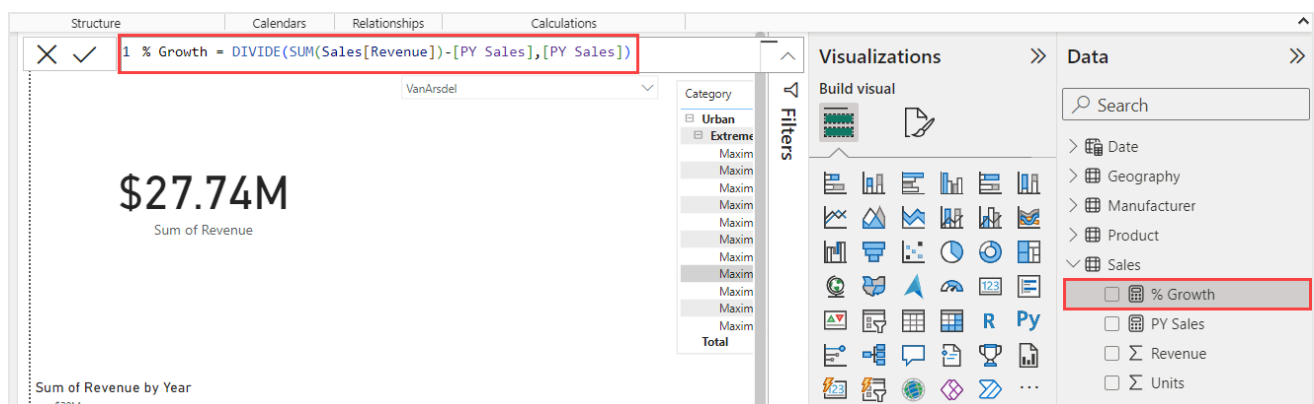 Structure
Calendars
Relationships
Calculations
1 % Growth = DIVIDE(SUM(Sales[Revenue])-[PY Sales],[PY Sales])
VanArsdel
$27.74M
Sum of Revenue
Sum of Revenue by Year
Category
Urban
Extreme
Maxim
Maxim
Maxim
Maxim
Maxim
Maxim
Maxim
Maxim
Maxim
Maxim
Maxim
Total
Filters
Visualizations
Build visual
123
R
Py
123
...
Data
Search
Date
Geography
Manufacturer
Product
Sales
% Growth
PY Sales
Σ Revenue
Σ Units